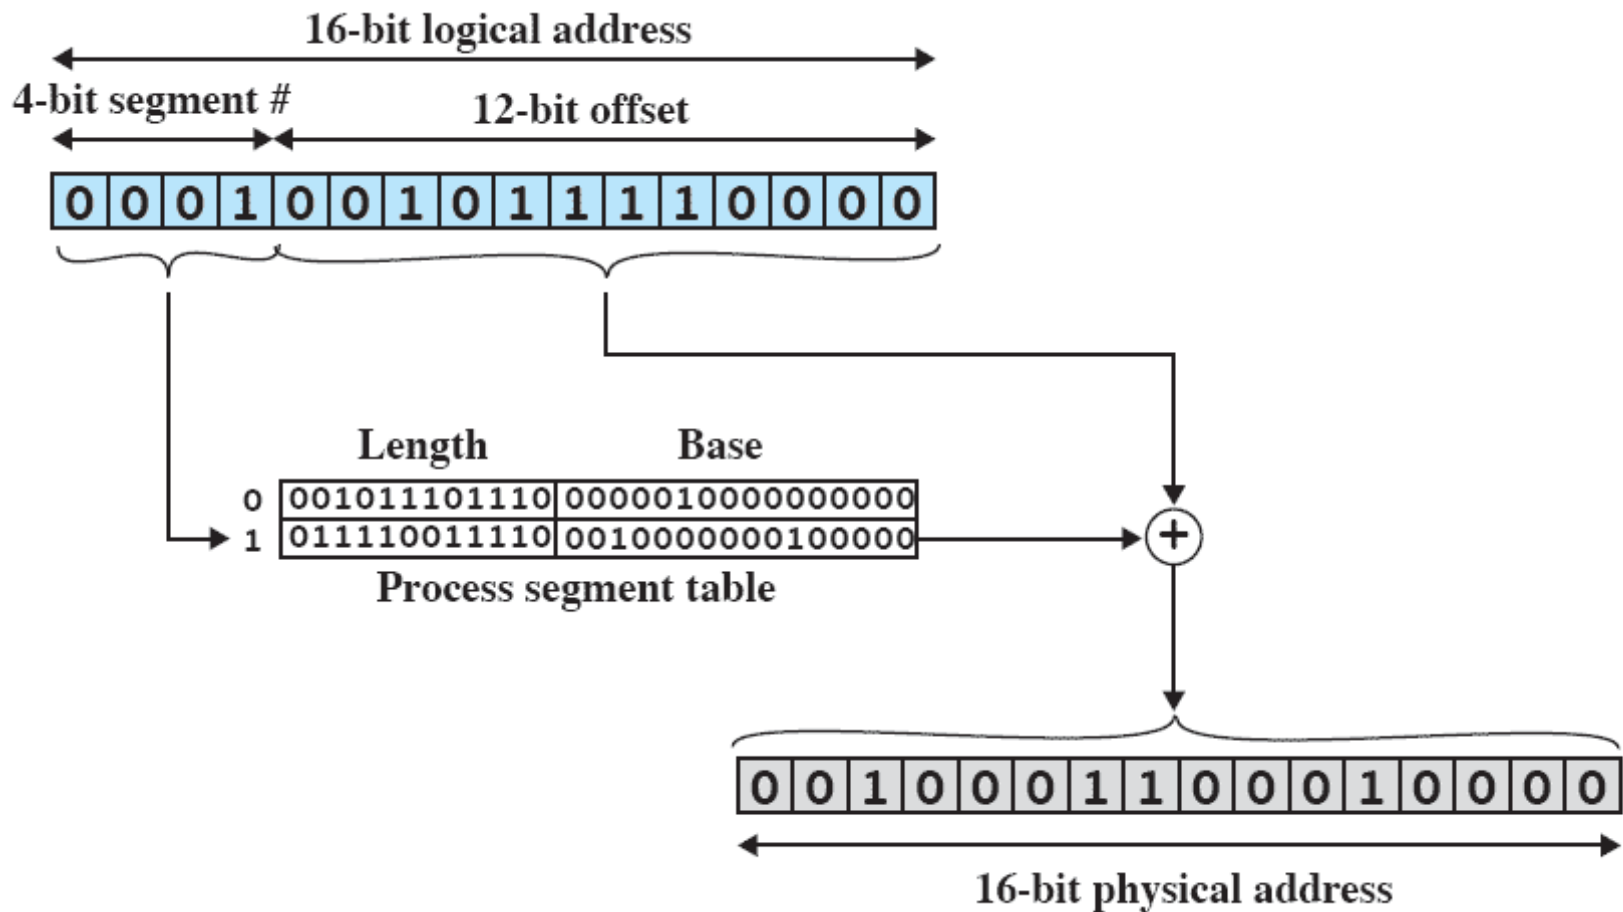 16-bit logical address
4-bit segment #
12-bit offset
0 0 0 1 0 0 1 0 1 1 1 1 0 0 0 0
Length Base
0 001011101110 0000010000000000
1 011110011110 0010000000100000
+
Process segment table
0 0 1 0 0 0 1 1 0 0 0 1 0 0 0 0
16-bit physical address